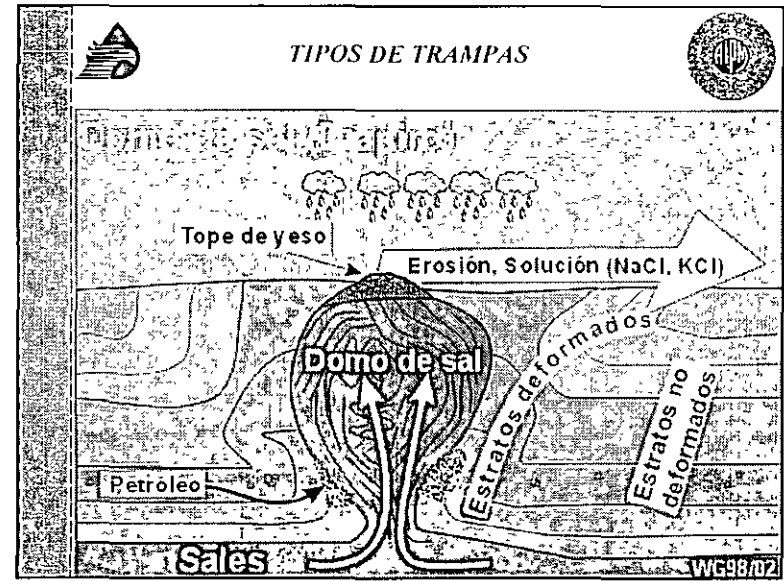 TIPOS DE TRAMPAS
Tope de yeso
Erosión, Solución (NaCl, KCl)
Domo de sal
Estratos deformados
Estratos no
deformados
Petróleo
Sales
WG98/02